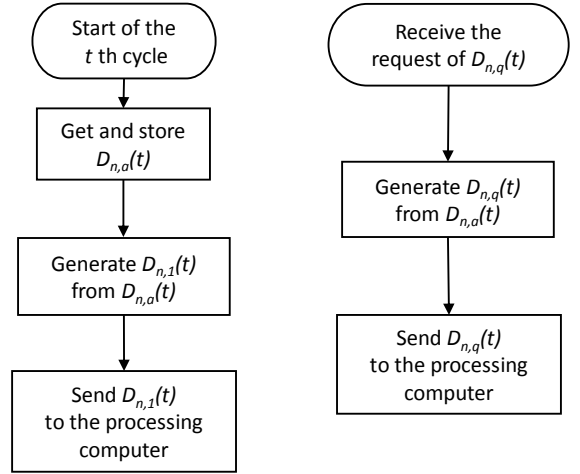 Start of the
t th cycle
Get and store
Dn,a(t)
Generate Dn,1(t)
from Dn,a(t)
Send Dn,1(t)
to the processing
computer
Receive the
request of Dn,q(t)
Generate Dn,q(t)
from Dn,a(t)
Send Dn,q(t)
to the processing
computer